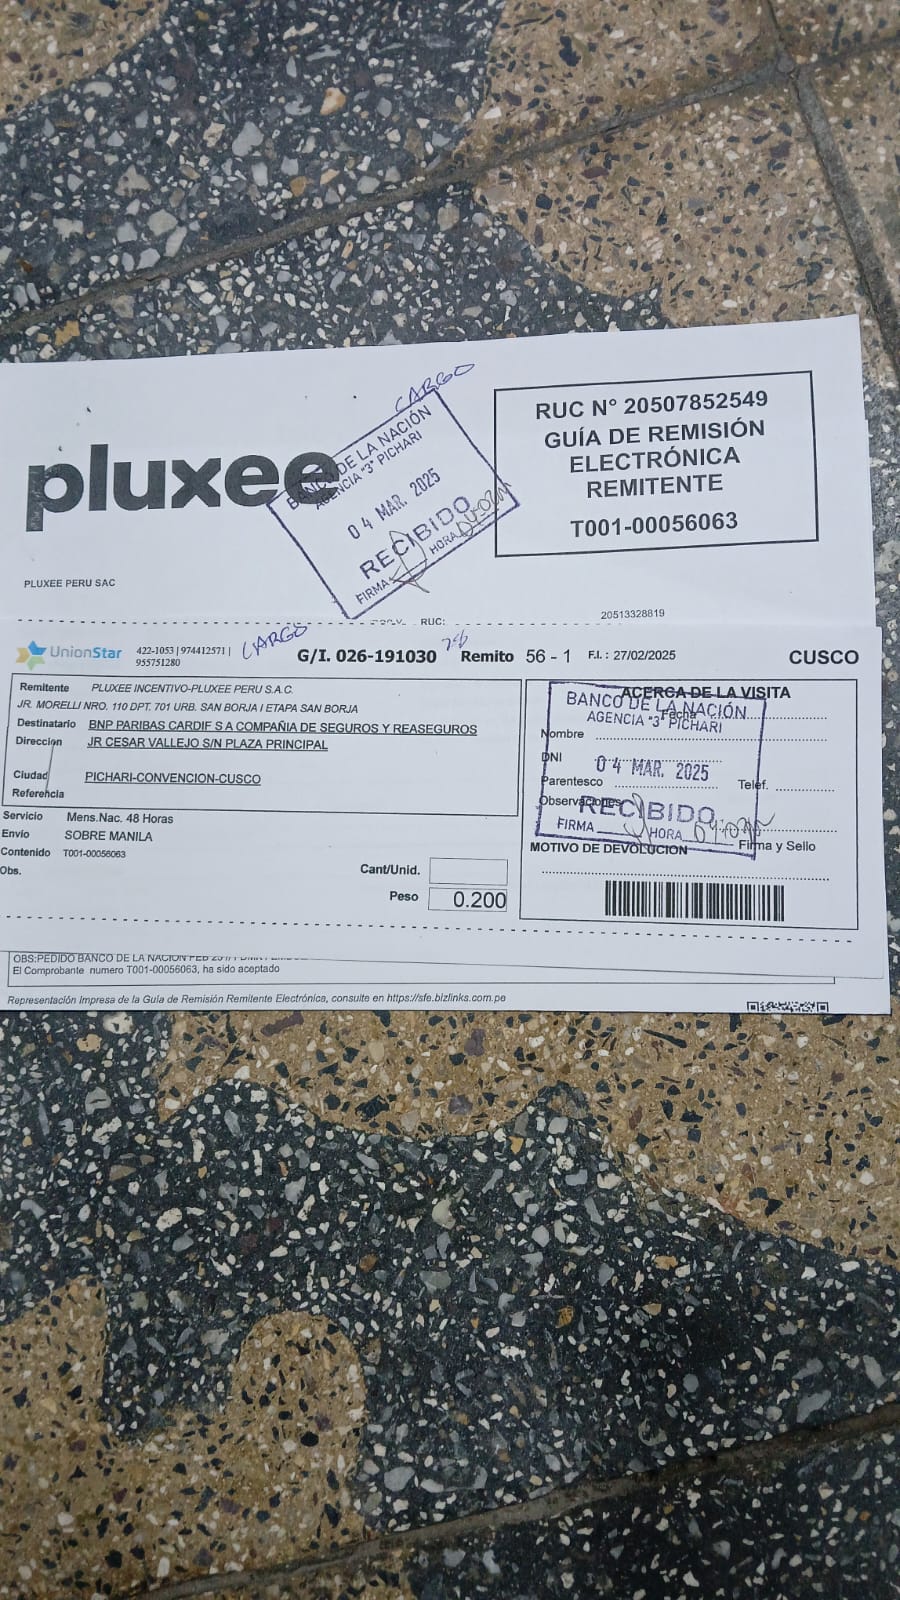 CARGO
pluxee
BANCO DE LA NACIÓN
AGENCIA "3" PICHARI
04 MAR. 2025
RECIBIDO
FIRMA
HORA
RUC N° 20507852549
GUÍA DE REMISIÓN
ELECTRÓNICA
REMITENTE
T001-00056063
PLUXEE PERU SAC
RUC:
20513328819
UnionStar
422-1053 | 974412571 |
955751280
CARGO
G/I. 026-191030
Remito 56 - 1
F.I. : 27/02/2025
CUSCO
Remitente PLUXEE INCENTIVO-PLUXEE PERU S.A.C.
JR. MORELLI NRO. 110 DPT. 701 URB. SAN BORJA I ETAPA SAN BORJA
Destinatario BNP PARIBAS CARDIF S A COMPAÑIA DE SEGUROS Y REASEGUROS
Direccion JR CESAR VALLEJO S/N PLAZA PRINCIPAL
Ciudad PICHARI-CONVENCION-CUSCO
Referencia
Servicio Mens.Nac. 48 Horas
Envio SOBRE MANILA
Contenido T001-00056063
Obs.
Cant/Unid.
Peso 0.200
ACERCA DE LA VISITA
Fecha
Nombre
DNI
Parentesco
Telef.
Observaciones
Firma y Sello
BANCO DE LA NACIÓN
AGENCIA "3" PICHARI
04 MAR. 2025
RECIBIDO
FIRMA
HORA
MOTIVO DE DEVOLUCION
OBS:PEDIDO BANCO DE LA NACION FEB
El Comprobante numero T001-00056063, ha sido aceptado
Representación Impresa de la Guía de Remisión Remitente Electrónica, consulte en https://sfe.bizlinks.com.pe